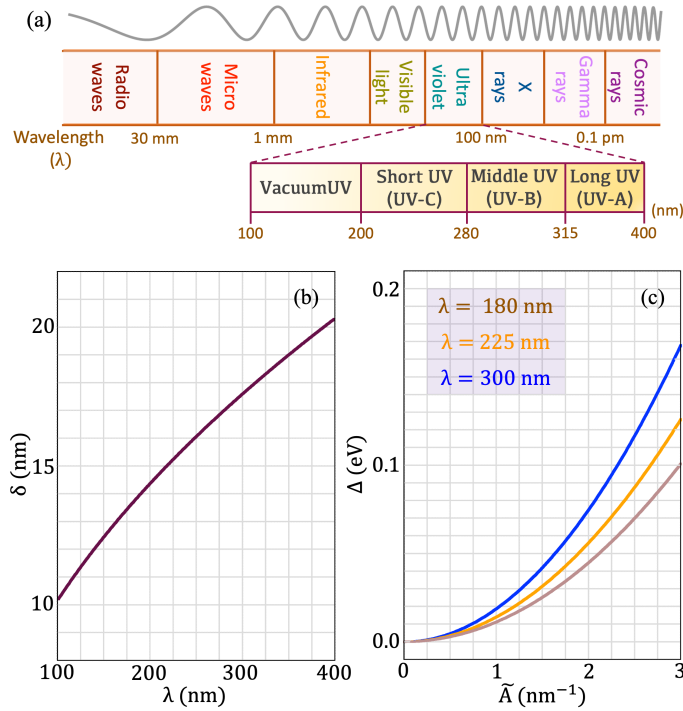 (a)
Radio waves
Micro waves
Infrared
Visible light
Ultra violet
X rays
Gamma rays
Cosmic rays
Wavelength (λ)
30 mm
1 mm
100 nm
0.1 pm
VacuumUV
Short UV (UV-C)
Middle UV (UV-B)
Long UV (UV-A)
100
200
280
315
400
(nm)
(b)
20
15
10
δ (nm)
100
200
300
400
λ (nm)
(c)
λ = 180 nm
λ = 225 nm
λ = 300 nm
0.2
0.1
0.0
Δ (eV)
0
1
2
3
Ã (nm⁻¹)